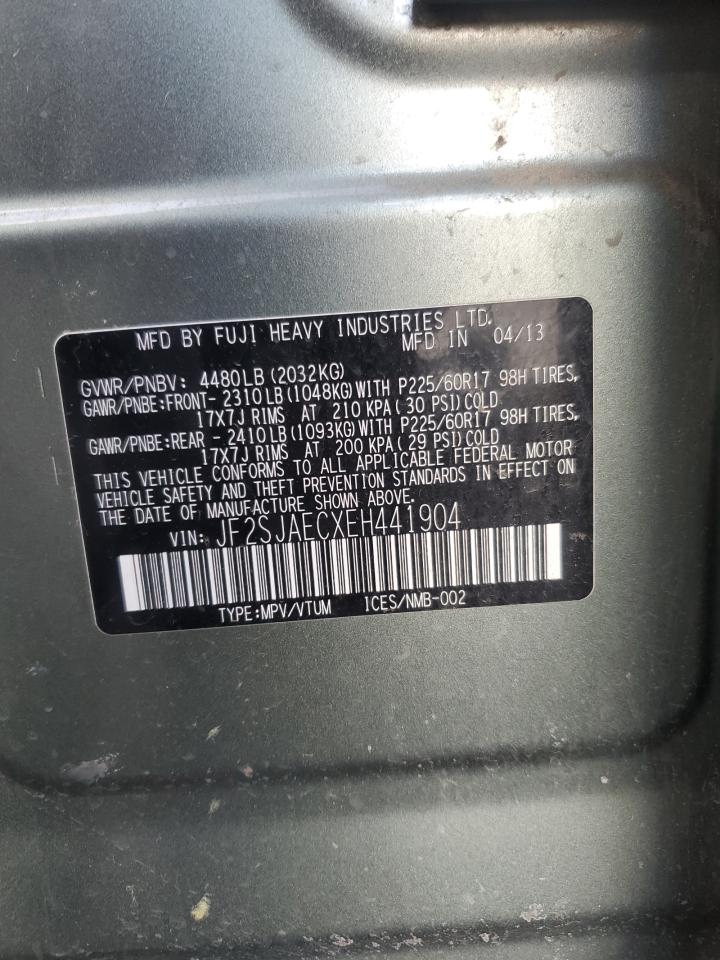 MFD BY FUJI HEAVY INDUSTRIES LTD.
MFD IN 04/13
GVWR/PNBV: 4480LB (2032KG)
GAWR/PNBE:FRONT- 2310LB (1048KG) WITH P225/60R17 98H TIRES,
17X7J RIMS AT 210 KPA ( 30 PSI) COLD
GAWR/PNBE:REAR - 2410LB (1093KG) WITH P225/60R17 98H TIRES,
17X7J RIMS AT 200 KPA ( 29 PSI) COLD
THIS VEHICLE CONFORMS TO ALL APPLICABLE FEDERAL MOTOR
VEHICLE SAFETY AND THEFT PREVENTION STANDARDS IN EFFECT ON
THE DATE OF MANUFACTURE SHOWN ABOVE.
VIN: JF2SJAECXEH441904
TYPE:MPV/VTUM ICES/NMB-002